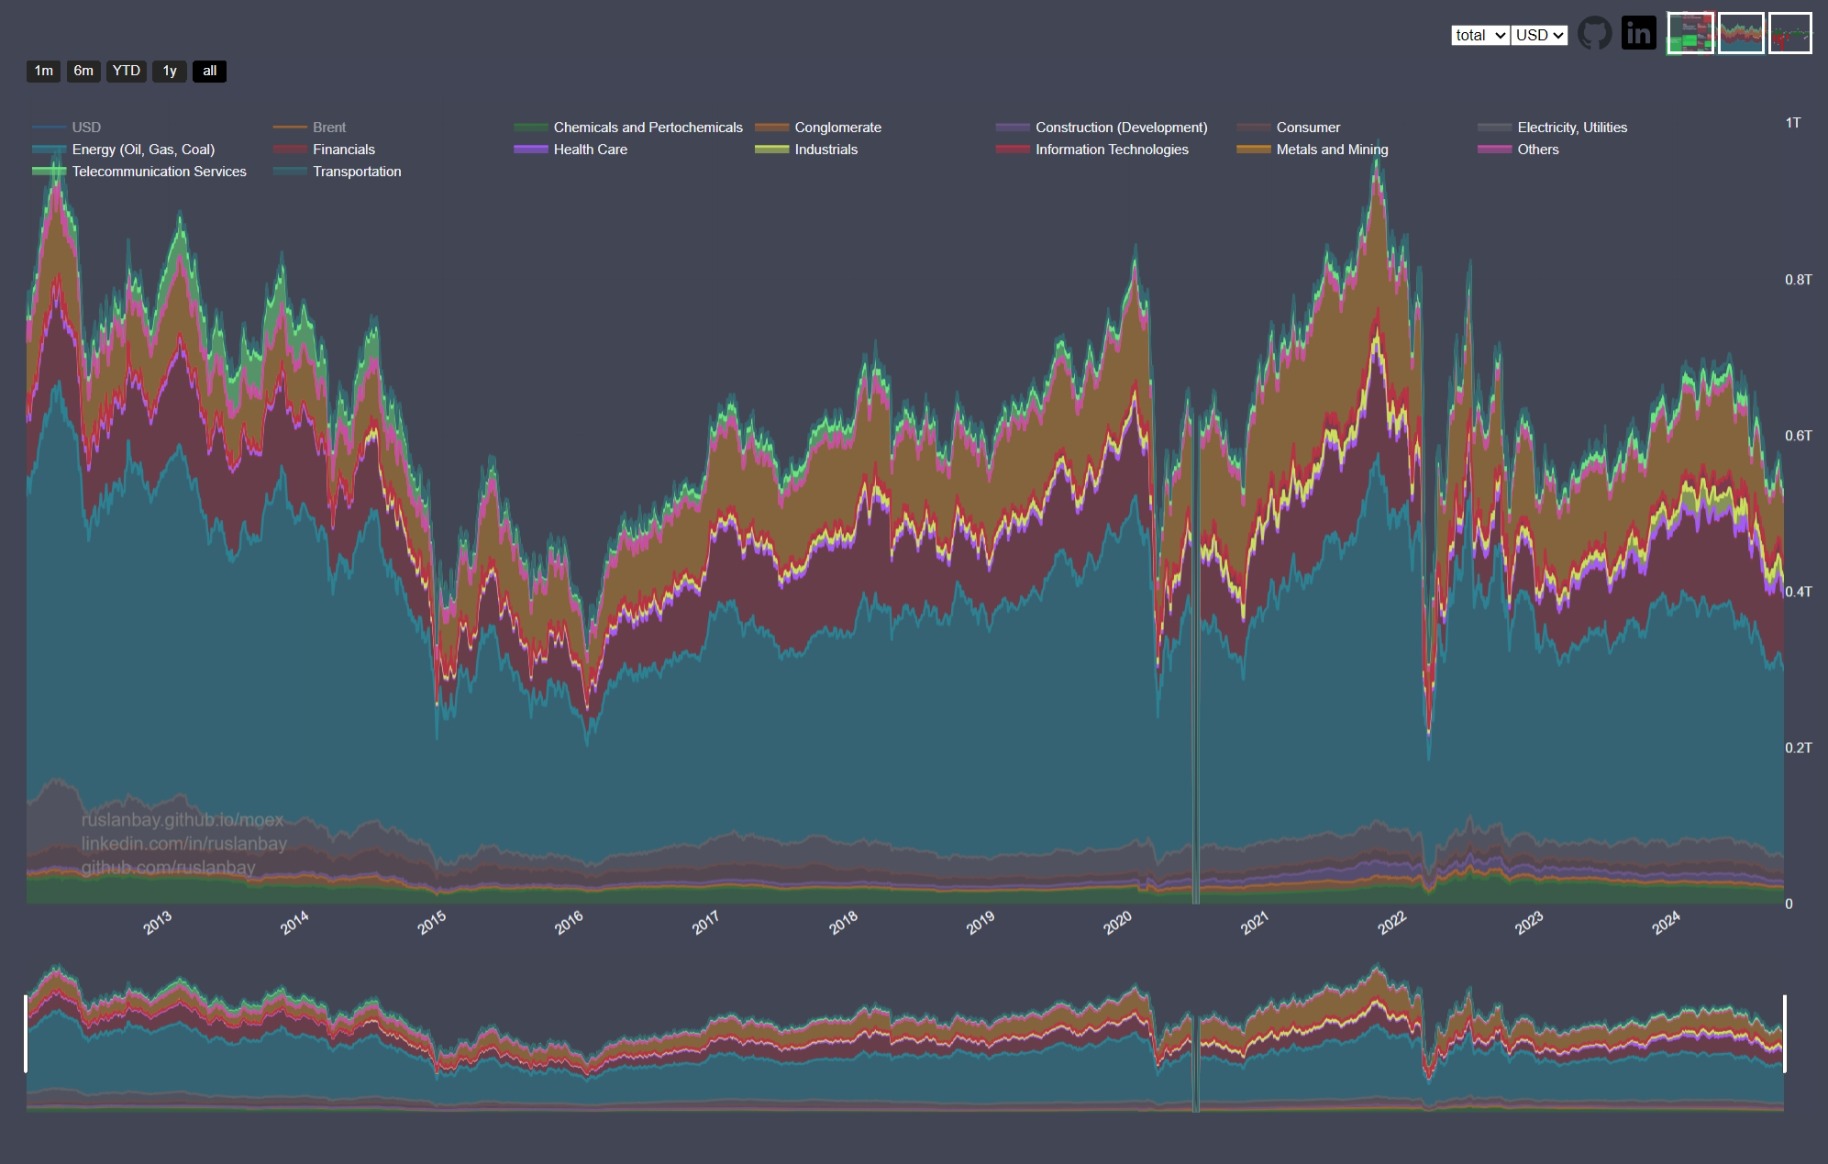 total USD
in
1m 6m YTD 1y all
USD Brent Chemicals and Pertochemicals Conglomerate Construction (Development) Consumer Electricity, Utilities
Energy (Oil, Gas, Coal) Financials Health Care Industrials Information Technologies Metals and Mining Others
Telecommunication Services Transportation
1T
0.8T
0.6T
0.4T
0.2T
0
ruslanbay.github.io/moex
linkedin.com/in/ruslanbay
github.com/ruslanbay
2013 2014 2015 2016 2017 2018 2019 2020 2021 2022 2023 2024